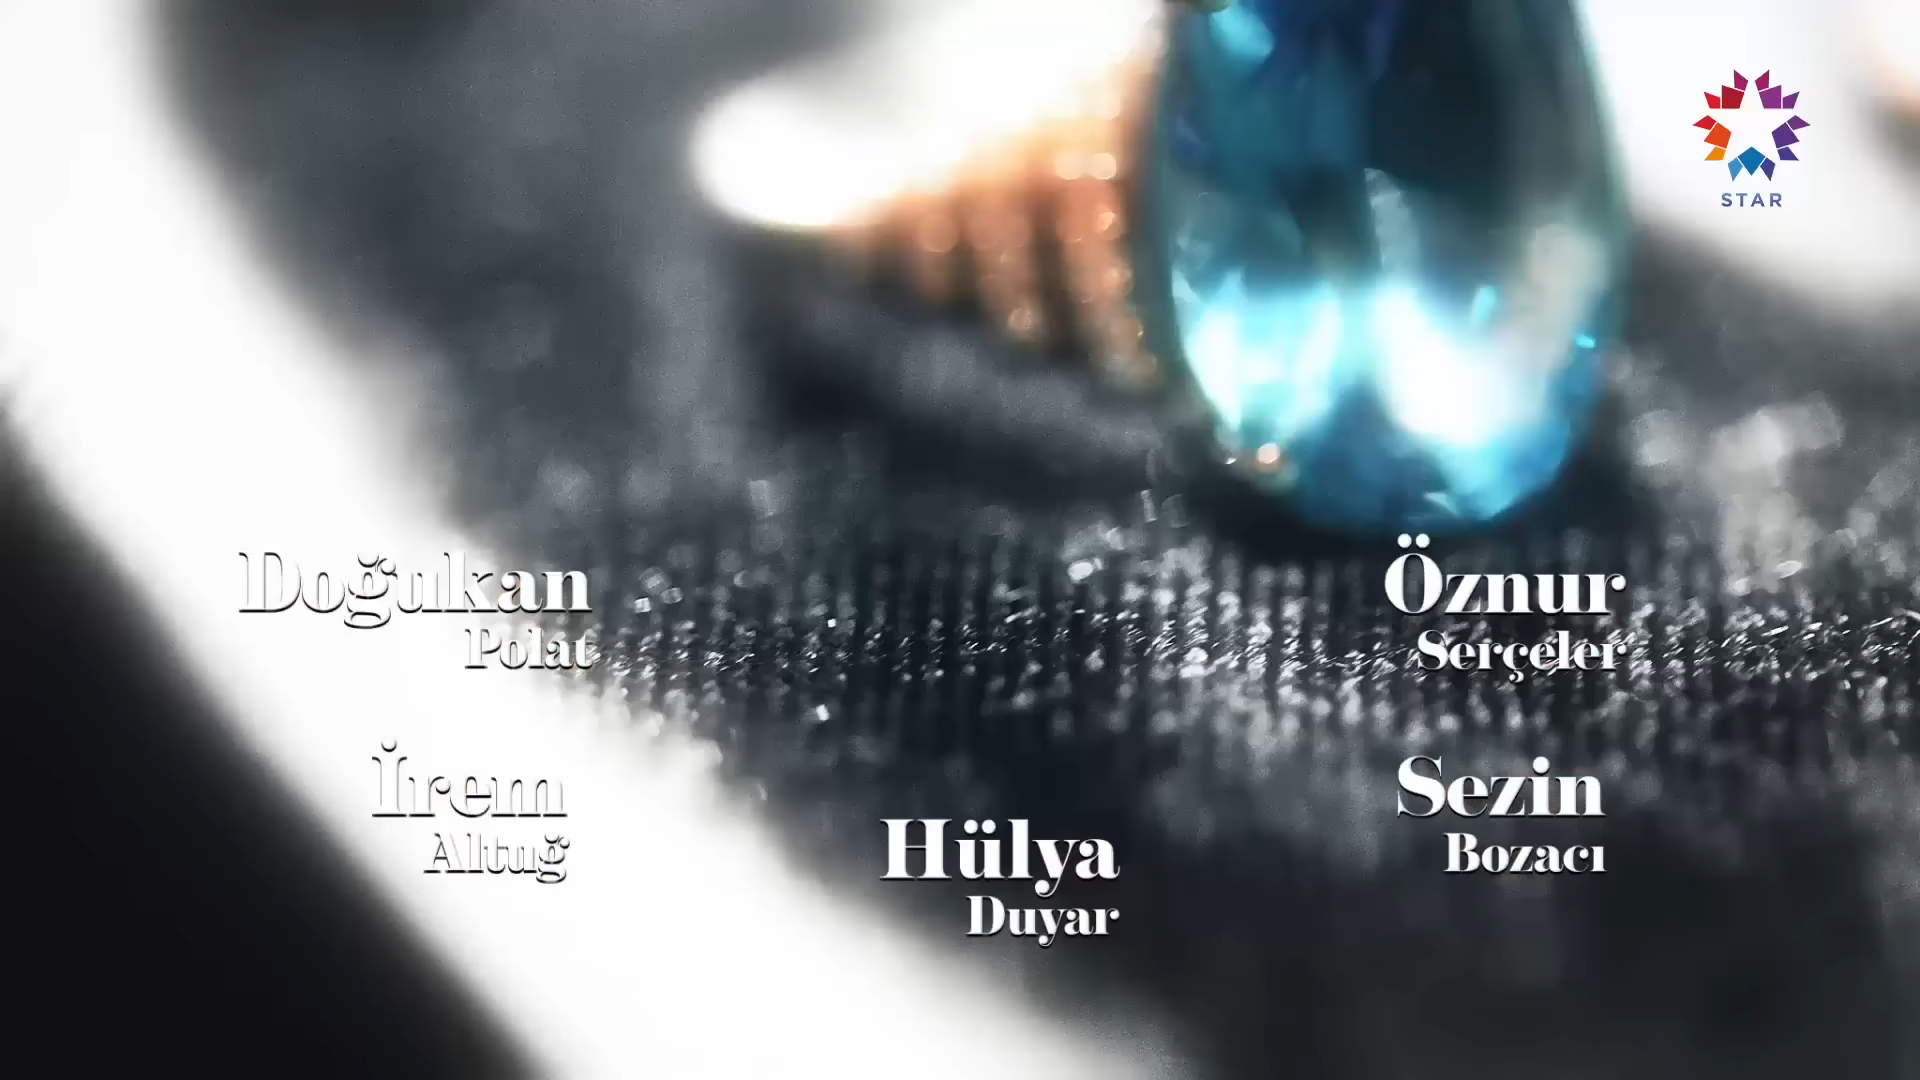 STAR
Doğukan
Polat
Öznur
Serçeler
İrem
Altuğ
Sezin
Bozacı
Hülya
Duyar